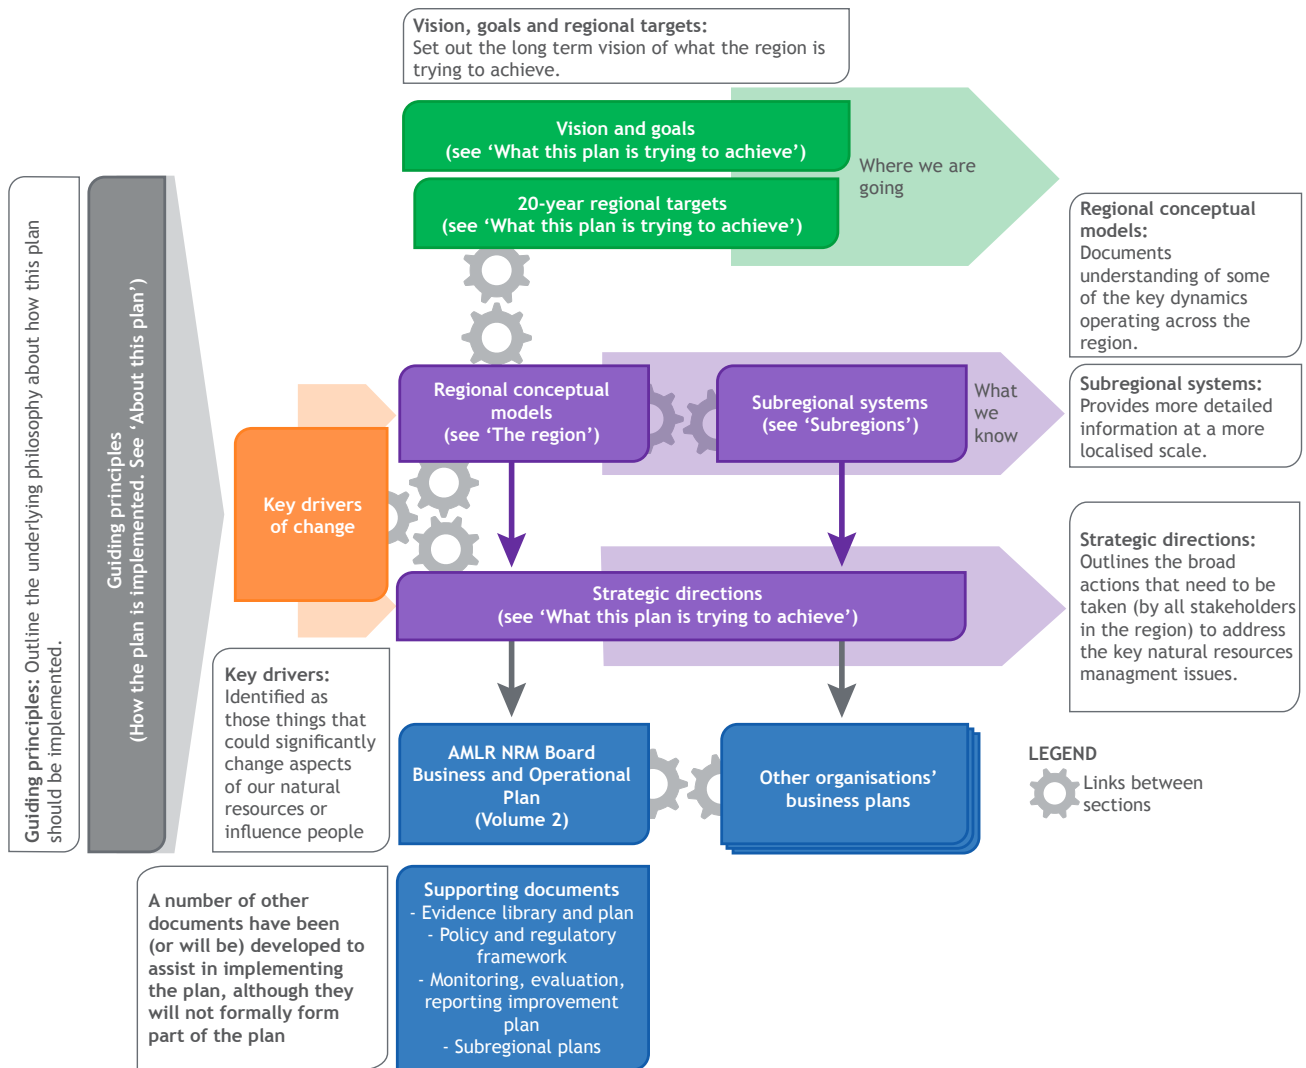 Vision, goals and regional targets:
Set out the long term vision of what the region is
trying to achieve.
Vision and goals
(see ‘What this plan is trying to achieve’)
20-year regional targets
(see ‘What this plan is trying to achieve’)
Where we are
going
Guiding principles: Outline the underlying philosophy about how this plan
should be implemented.
Guiding principles
(How the plan is implemented. See ‘About this plan’)
Regional conceptual
models:
Documents
understanding of some
of the key dynamics
operating across the
region.
Key drivers
of change
Regional conceptual
models
(see ‘The region’)
Subregional systems
(see ‘Subregions’)
What
we
know
Subregional systems:
Provides more detailed
information at a more
localised scale.
Strategic directions
(see ‘What this plan is trying to achieve’)
Strategic directions:
Outlines the broad
actions that need to be
taken (by all stakeholders
in the region) to address
the key natural resources
managment issues.
Key drivers:
Identified as
those things that
could significantly
change aspects
of our natural
resources or
influence people
AMLR NRM Board
Business and Operational
Plan
(Volume 2)
Other organisations’
business plans
LEGEND
Links between
sections
A number of other
documents have been
(or will be) developed to
assist in implementing
the plan, although they
will not formally form
part of the plan
Supporting documents
- Evidence library and plan
- Policy and regulatory
framework
- Monitoring, evaluation,
reporting improvement
plan
- Subregional plans